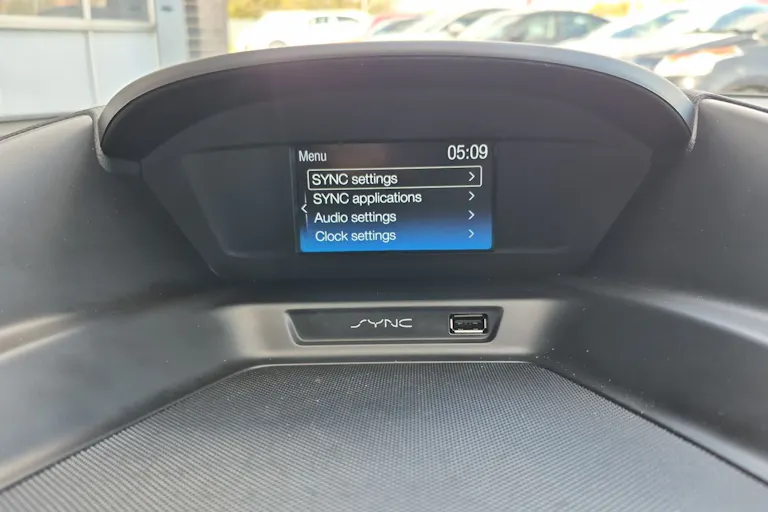 Menu 05:09
SYNC settings
SYNC applications
Audio settings
Clock settings
SYNC